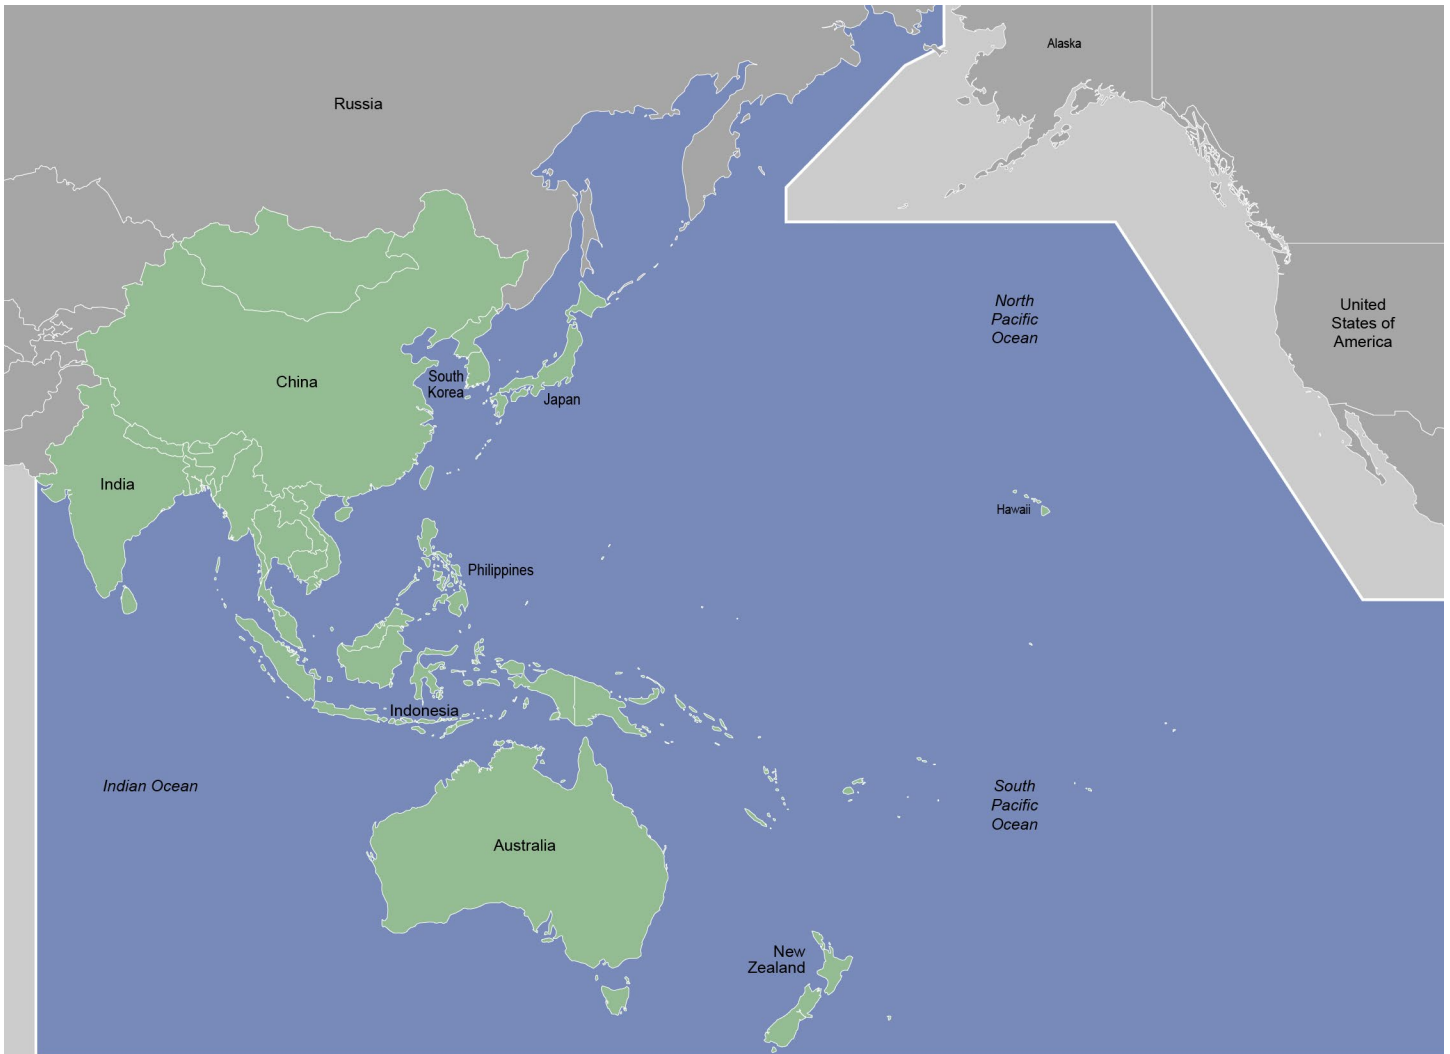 Alaska
Russia
North
Pacific
Ocean
United
States of
America
China
South
Korea
Japan
India
Hawaii
Philippines
Indonesia
Indian Ocean
South
Pacific
Ocean
Australia
New
Zealand